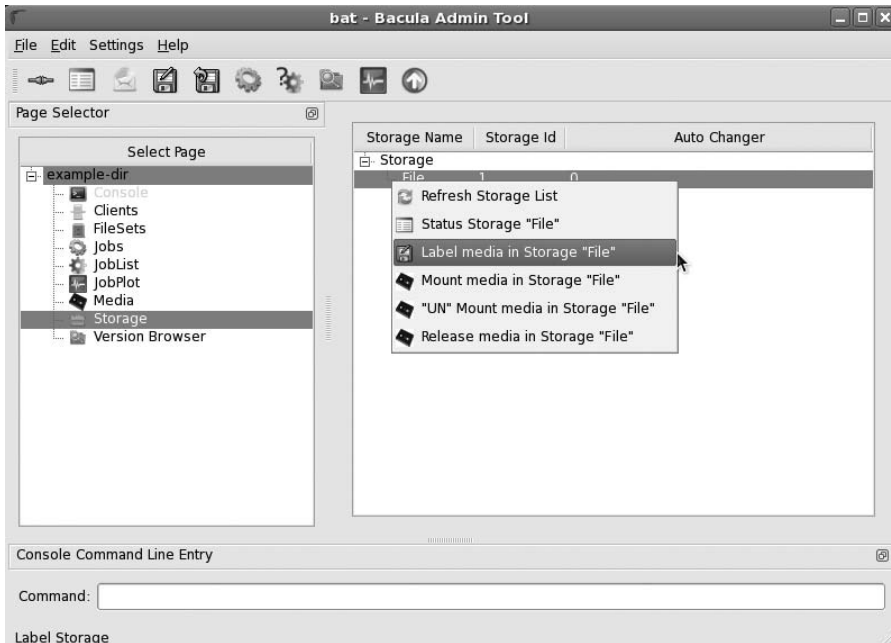 bat - Bacula Admin Tool
File Edit Settings Help
Page Selector
Select Page
example-dir
Console
Clients
FileSets
Jobs
JobList
JobPlot
Media
Storage
Version Browser
Storage Name Storage Id Auto Changer
Storage
File 1 0
Refresh Storage List
Status Storage "File"
Label media in Storage "File"
Mount media in Storage "File"
"UN" Mount media in Storage "File"
Release media in Storage "File"
Console Command Line Entry
Command:
Label Storage